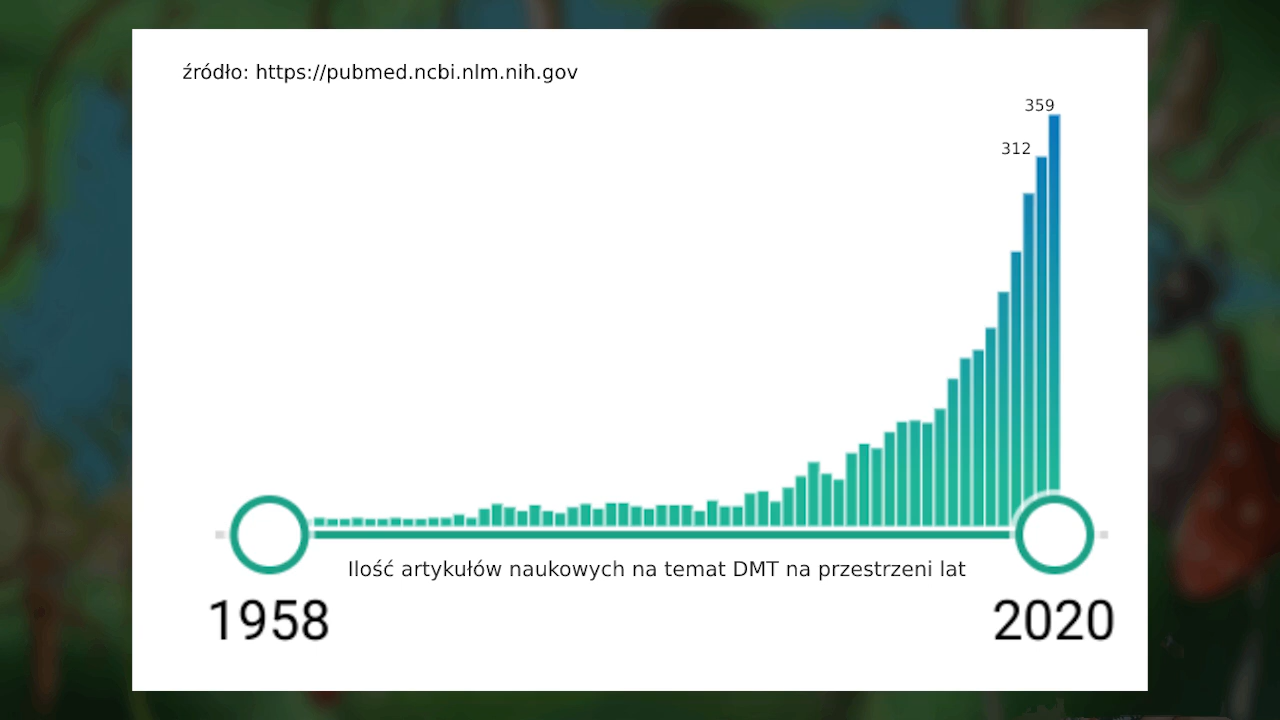 źródło: https://pubmed.ncbi.nlm.nih.gov
359
312
Ilość artykułów naukowych na temat DMT na przestrzeni lat
1958
2020